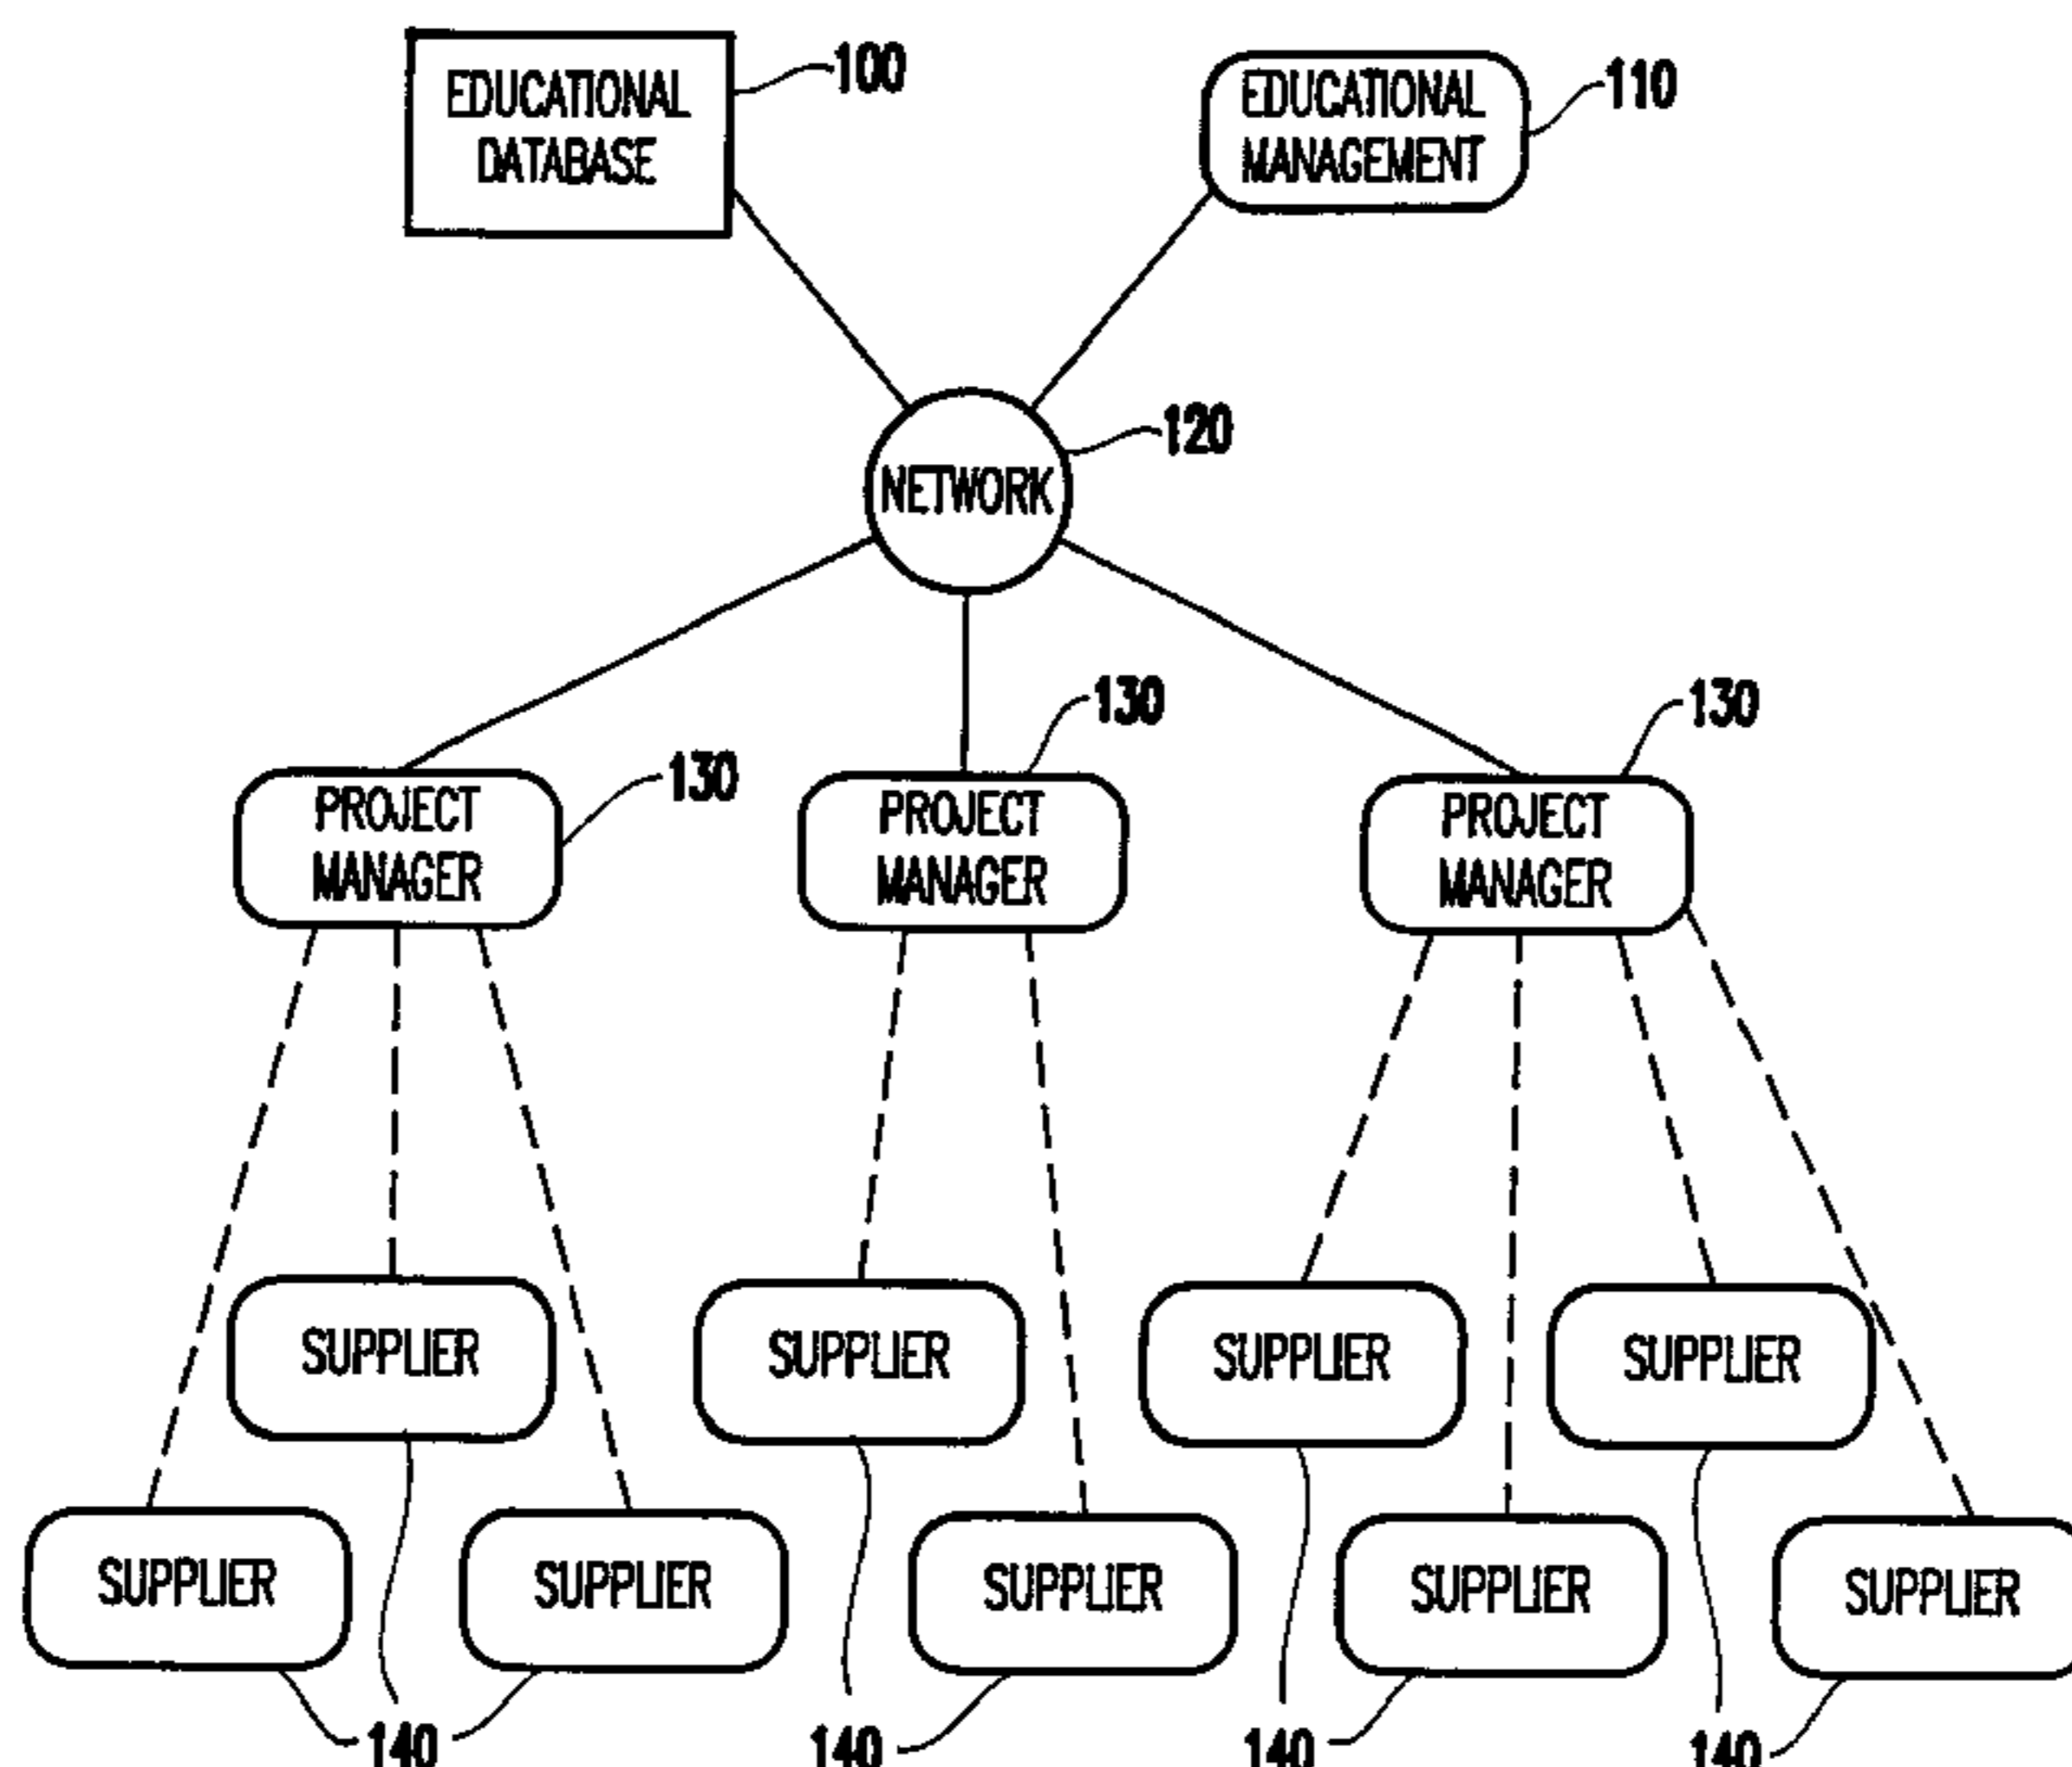 EDUCATIONAL
DATABASE
100
EDUCATIONAL
MANAGEMENT
110
NETWORK
120
PROJECT
MANAGER
130
PROJECT
MANAGER
130
PROJECT
MANAGER
130
SUPPLIER
SUPPLIER
SUPPLIER
SUPPLIER
SUPPLIER
SUPPLIER
SUPPLIER
SUPPLIER
SUPPLIER
140
140
140
140